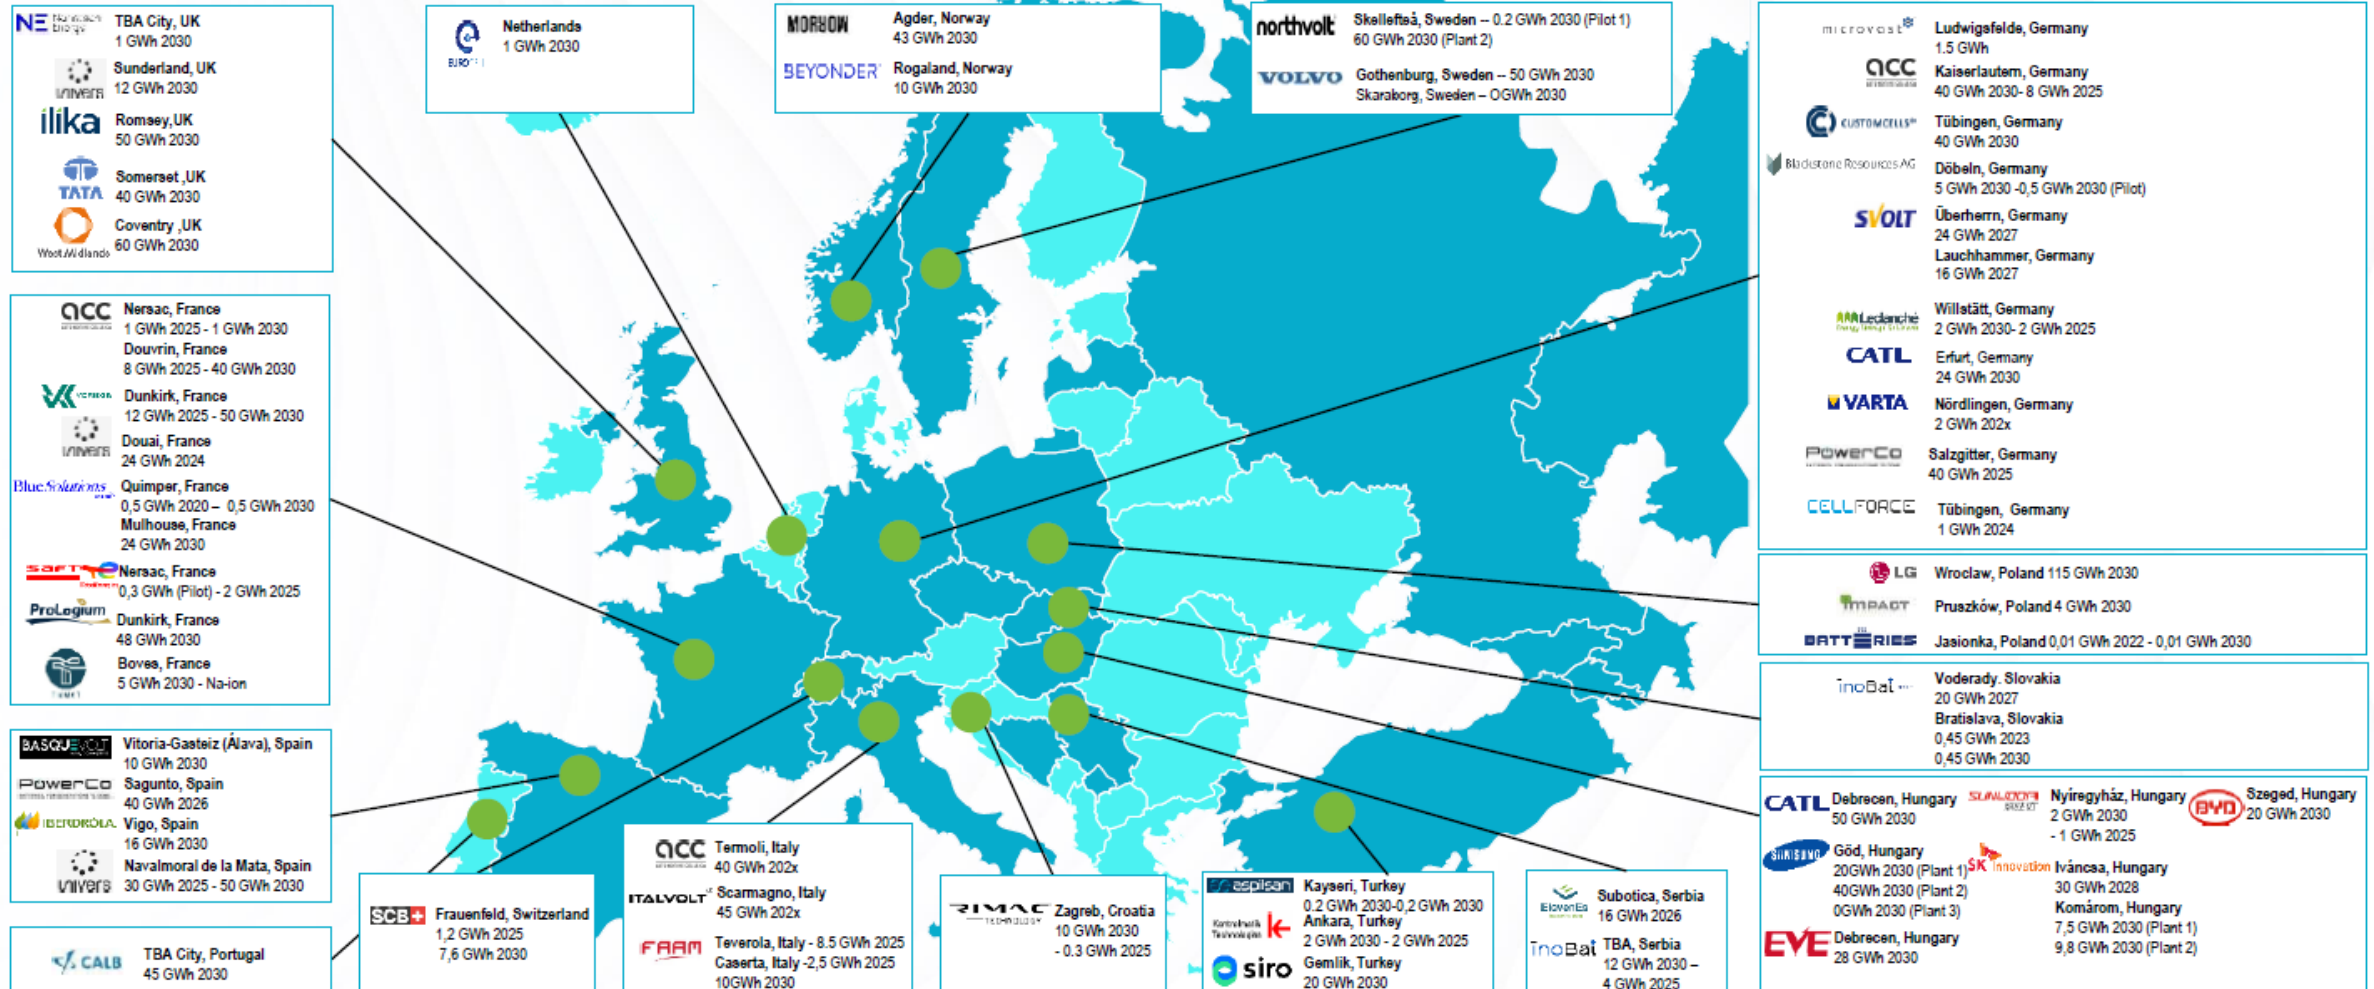 NE
TBA City, UK
1 GWh 2030
Sunderland, UK
12 GWh 2030
ilika
Romsey,UK
50 GWh 2030
TATA
Somerset ,UK
40 GWh 2030
West Midlands
Coventry ,UK
60 GWh 2030
acc
Nersac, France
1 GWh 2025 - 1 GWh 2030
Douvrin, France
8 GWh 2025 - 40 GWh 2030
Dunkirk, France
12 GWh 2025 - 50 GWh 2030
Douai, France
24 GWh 2024
Blue Solutions
Quimper, France
0,5 GWh 2020 – 0,5 GWh 2030
Mulhouse, France
24 GWh 2030
saft
Nersac, France
0,3 GWh (Pilot) - 2 GWh 2025
ProLogium
Dunkirk, France
48 GWh 2030
Boves, France
5 GWh 2030 - Na-ion
BASQUEVOLT
Vitoria-Gasteiz (Álava), Spain
10 GWh 2030
PowerCo
Sagunto, Spain
40 GWh 2026
IBERDROLA
Vigo, Spain
16 GWh 2030
Navalmoral de la Mata, Spain
30 GWh 2025 - 50 GWh 2030
CALB
TBA City, Portugal
45 GWh 2030
Netherlands
1 GWh 2030
MORROW
Agder, Norway
43 GWh 2030
BEYONDER
Rogaland, Norway
10 GWh 2030
northvolt
Skellefteå, Sweden -- 0.2 GWh 2030 (Pilot 1)
60 GWh 2030 (Plant 2)
VOLVO
Gothenburg, Sweden -- 50 GWh 2030
Skaraborg, Sweden – OGWh 2030
microvast
Ludwigsfelde, Germany
1.5 GWh
acc
Kaiserlautern, Germany
40 GWh 2030- 8 GWh 2025
CUSTOMCELLS
Tübingen, Germany
40 GWh 2030
Blackstone Resources AG
Döbeln, Germany
5 GWh 2030 -0,5 GWh 2030 (Pilot)
SVOLT
Überherrn, Germany
24 GWh 2027
Lauchhammer, Germany
16 GWh 2027
Leclanché
Willstätt, Germany
2 GWh 2030- 2 GWh 2025
CATL
Erfurt, Germany
24 GWh 2030
VARTA
Nördlingen, Germany
2 GWh 202x
PowerCo
Salzgitter, Germany
40 GWh 2025
CELLFORCE
Tübingen, Germany
1 GWh 2024
LG
Wroclaw, Poland 115 GWh 2030
IMPACT
Pruszków, Poland 4 GWh 2030
BATTERIES
Jasionka, Poland 0,01 GWh 2022 - 0,01 GWh 2030
InoBat
Voderady. Slovakia
20 GWh 2027
Bratislava, Slovakia
0,45 GWh 2023
0,45 GWh 2030
CATL
Debrecen, Hungary
50 GWh 2030
SUNWODA
Nyíregyház, Hungary
2 GWh 2030
- 1 GWh 2025
BYD
Szeged, Hungary
20 GWh 2030
SAMSUNG
Göd, Hungary
20GWh 2030 (Plant 1)
40GWh 2030 (Plant 2)
0GWh 2030 (Plant 3)
SK innovation
Iváncsa, Hungary
30 GWh 2028
Komárom, Hungary
7,5 GWh 2030 (Plant 1)
9,8 GWh 2030 (Plant 2)
EVE
Debrecen, Hungary
28 GWh 2030
SCB
Frauenfeld, Switzerland
1,2 GWh 2025
7,6 GWh 2030
acc
Termoli, Italy
40 GWh 202x
ITALVOLT
Scarmagno, Italy
45 GWh 202x
FAAM
Teverola, Italy - 8.5 GWh 2025
Caserta, Italy -2,5 GWh 2025
10GWh 2030
RIMAC
TECHNOLOGY
Zagreb, Croatia
10 GWh 2030
- 0.3 GWh 2025
aspilsan
Kayseri, Turkey
0.2 GWh 2030-0,2 GWh 2030
Kontrolmatik
Technologies
Ankara, Turkey
2 GWh 2030 - 2 GWh 2025
siro
Gemlik, Turkey
20 GWh 2030
ElevenEs
Subotica, Serbia
16 GWh 2026
InoBat
TBA, Serbia
12 GWh 2030 –
4 GWh 2025